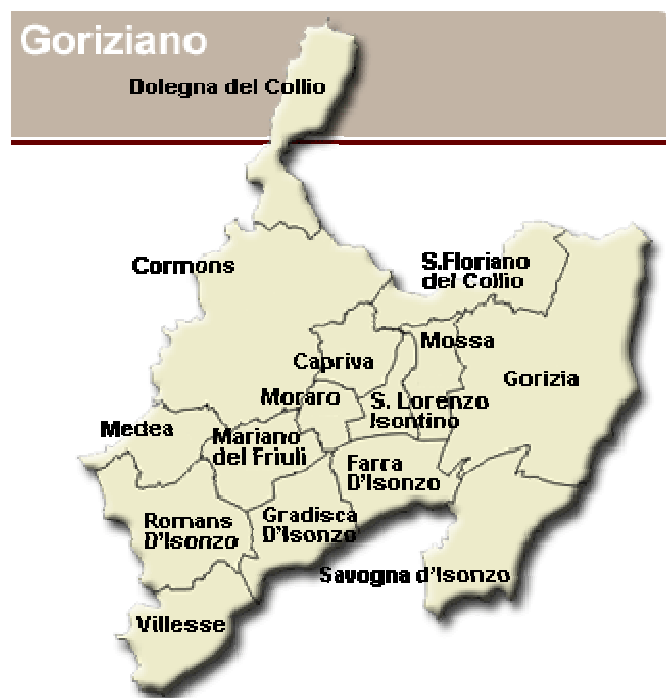 Goriziano
Dolegna del Collio
Cormons
S.Floriano
del Collio
Mossa
Capriva
Gorizia
Moraro
S. Lorenzo
Isontino
Medea
Mariano
del Friuli
Farra
D'Isonzo
Romans
D'Isonzo
Gradisca
D'Isonzo
Savogna d'Isonzo
Villesse